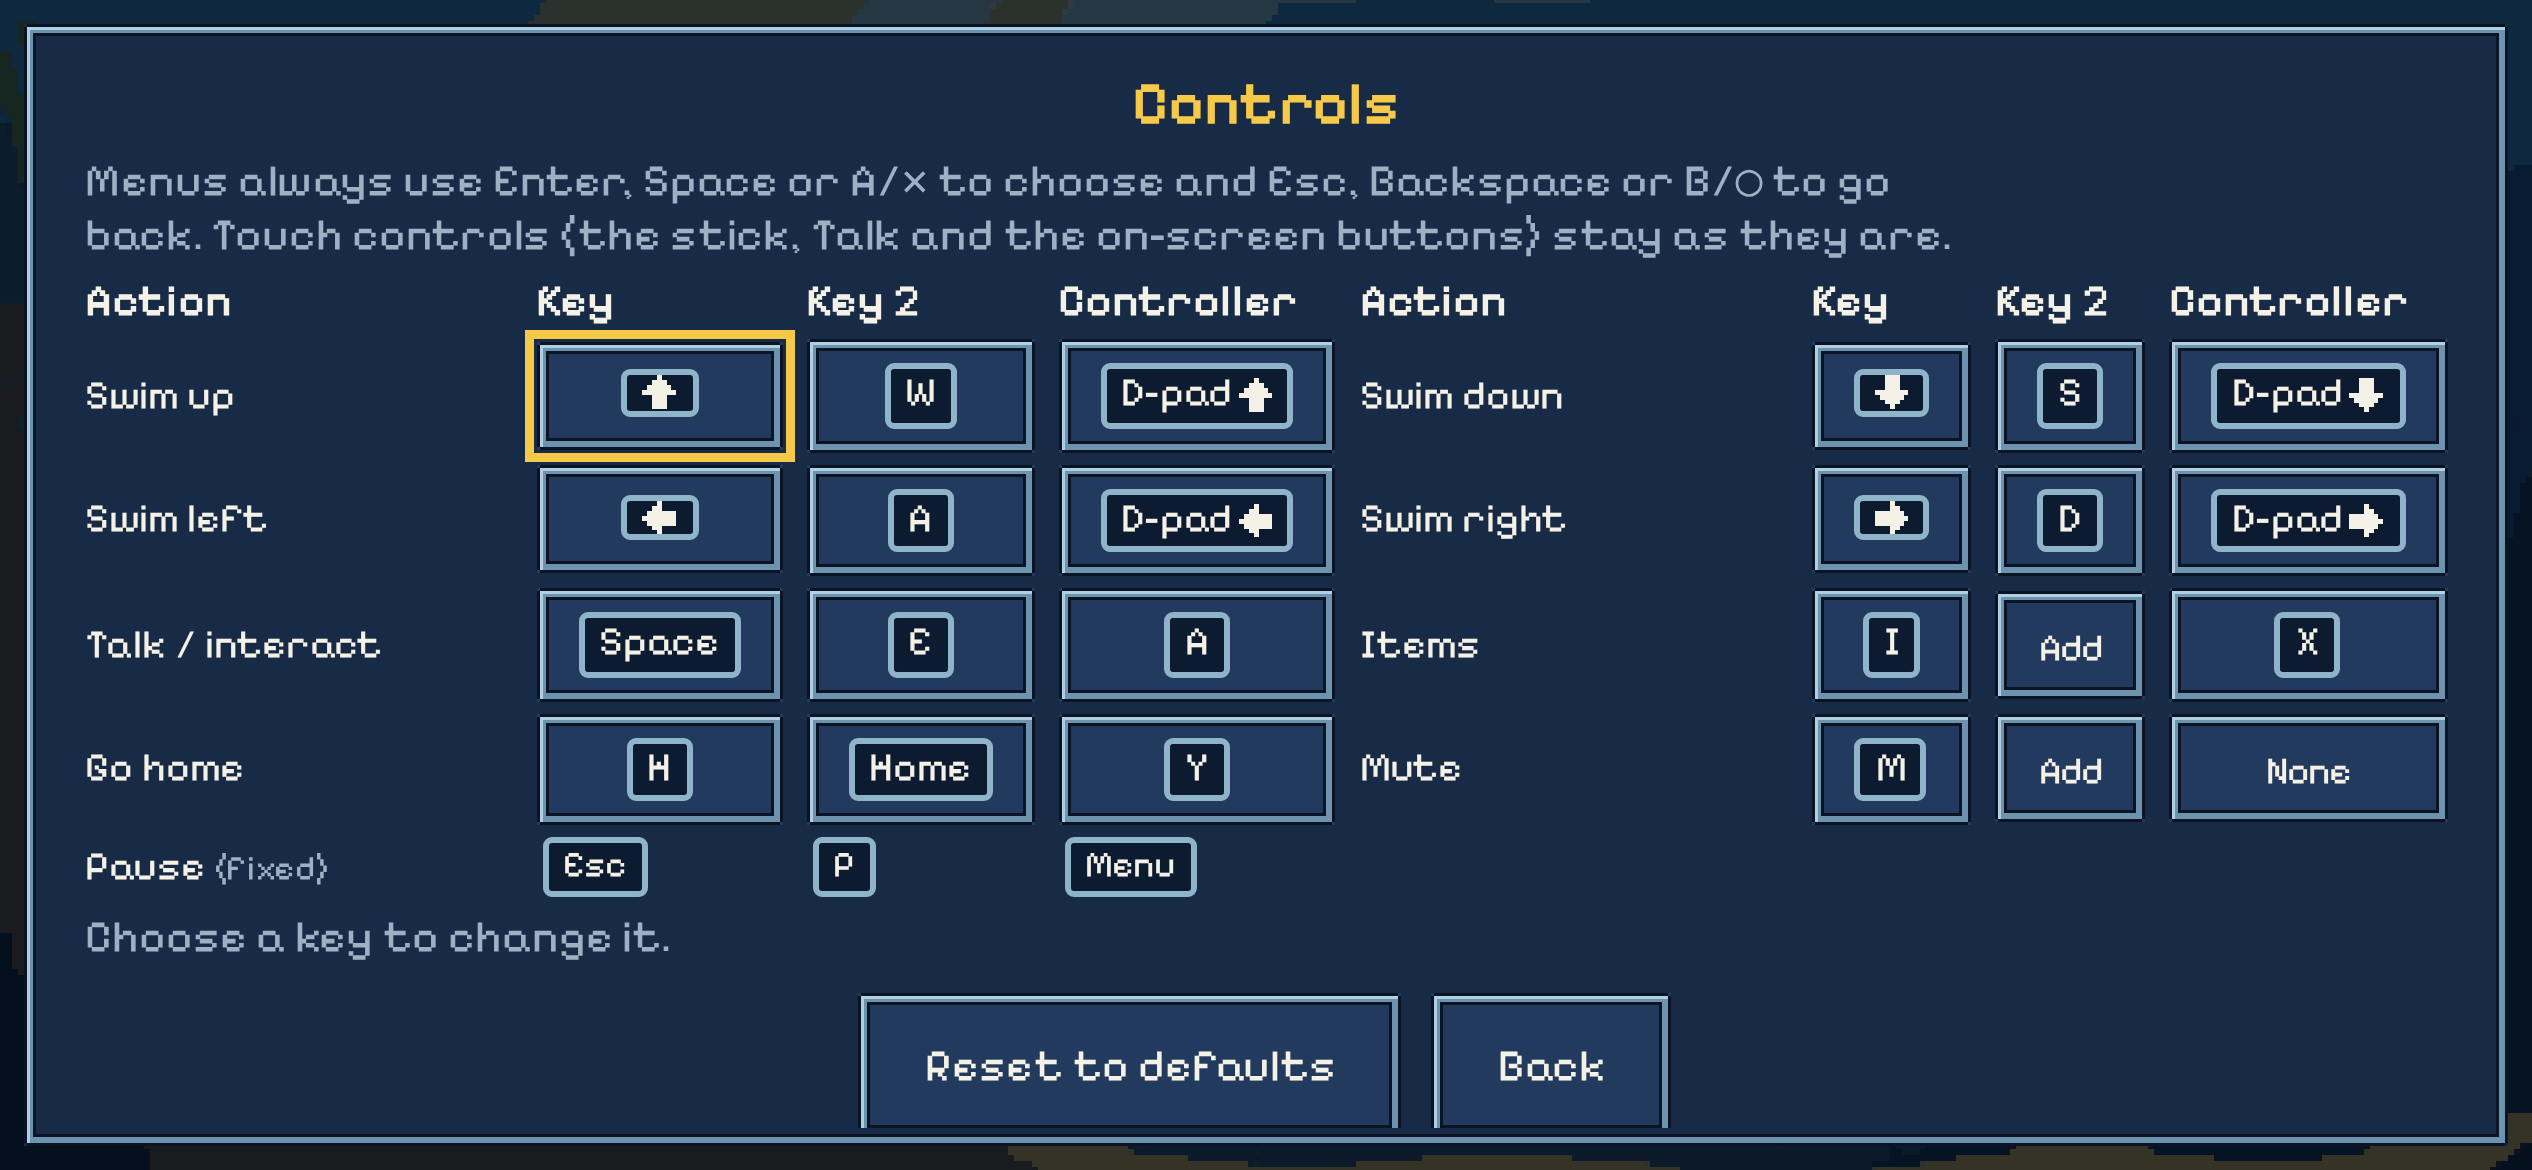 Controls
Menus always use Enter, Space or A/× to choose and Esc, Backspace or B/○ to go
back. Touch controls (the stick, Talk and the on-screen buttons) stay as they are.
Action Key Key 2 Controller Action Key Key 2 Controller
Swim up ⬆ W D-pad ⬆ Swim down ⬇ S D-pad ⬇
Swim left ⬅ A D-pad ⬅ Swim right ➡ D D-pad ➡
Talk / interact Space E A Items I Add X
Go home H Home Y Mute M Add None
Pause (fixed) Esc P Menu
Choose a key to change it.
Reset to defaults Back